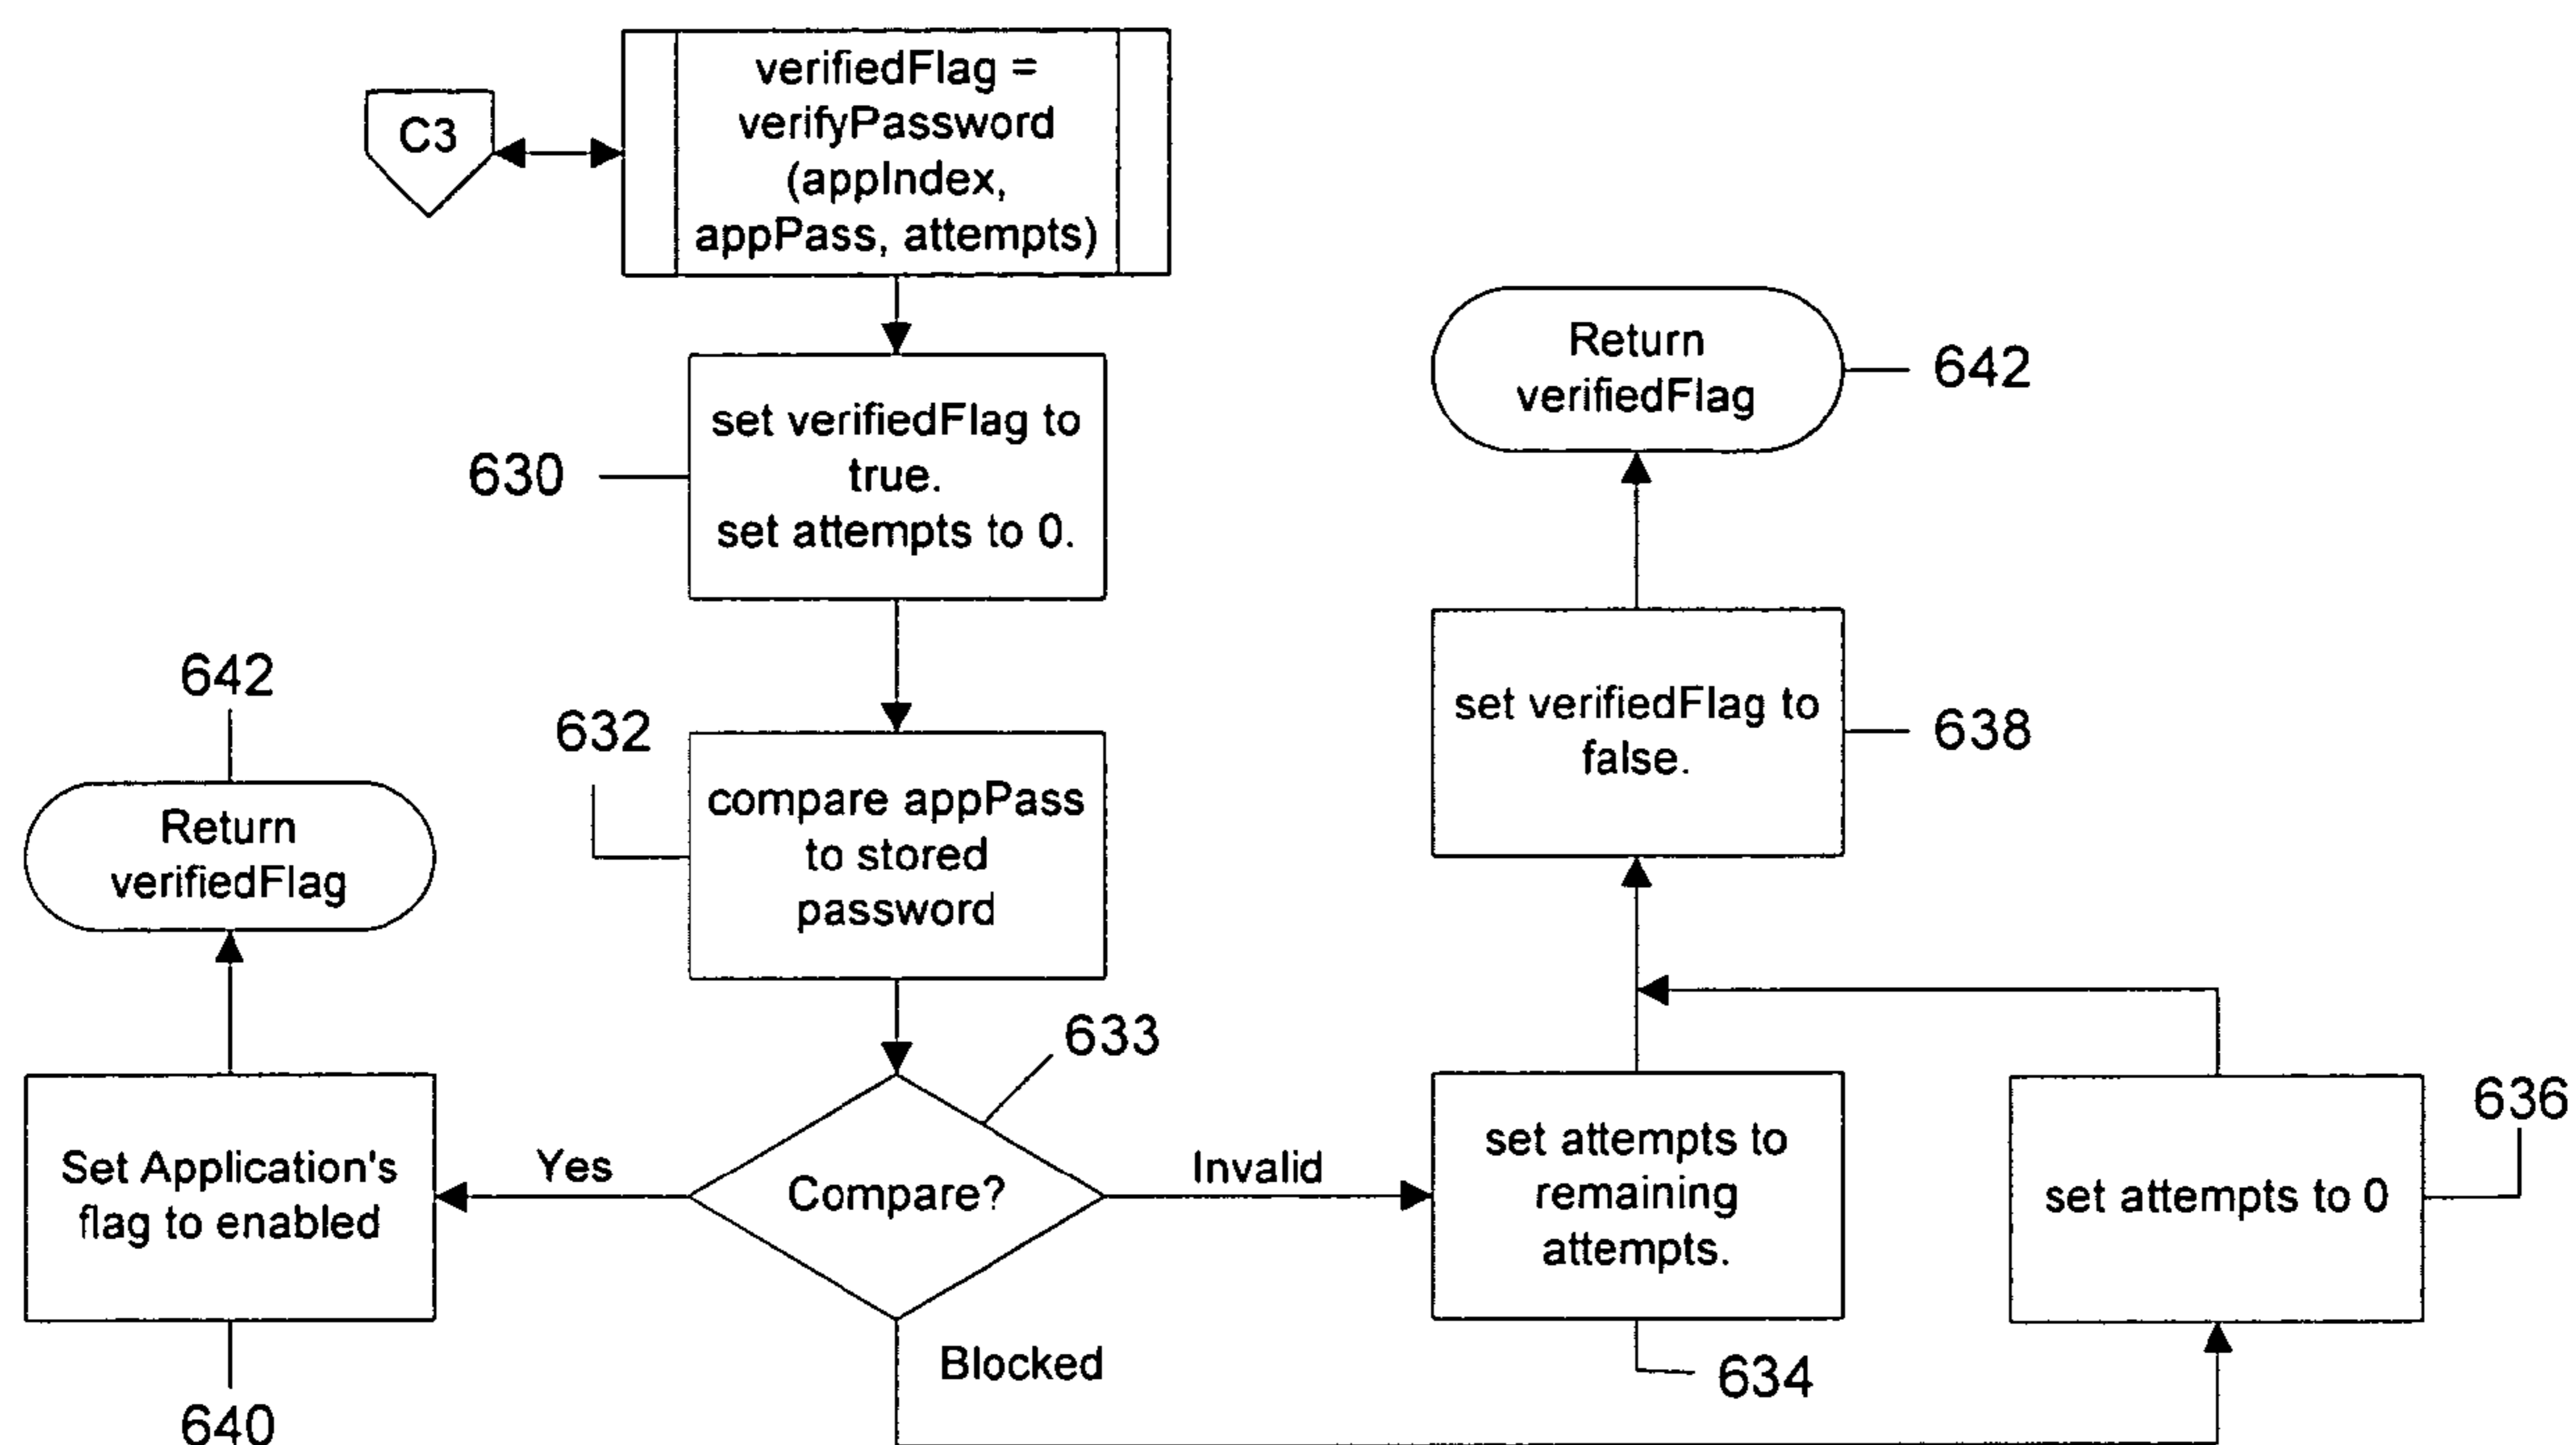 verifiedFlag =
verifyPassword
(appIndex,
appPass, attempts)
C3
set verifiedFlag to
true.
set attempts to 0.
630
Return
verifiedFlag
642
642
632
compare appPass
to stored
password
set verifiedFlag to
false.
638
Return
verifiedFlag
633
Set Application's
flag to enabled
Yes
Compare?
Invalid
set attempts to
remaining
attempts.
set attempts to 0
636
Blocked
634
640